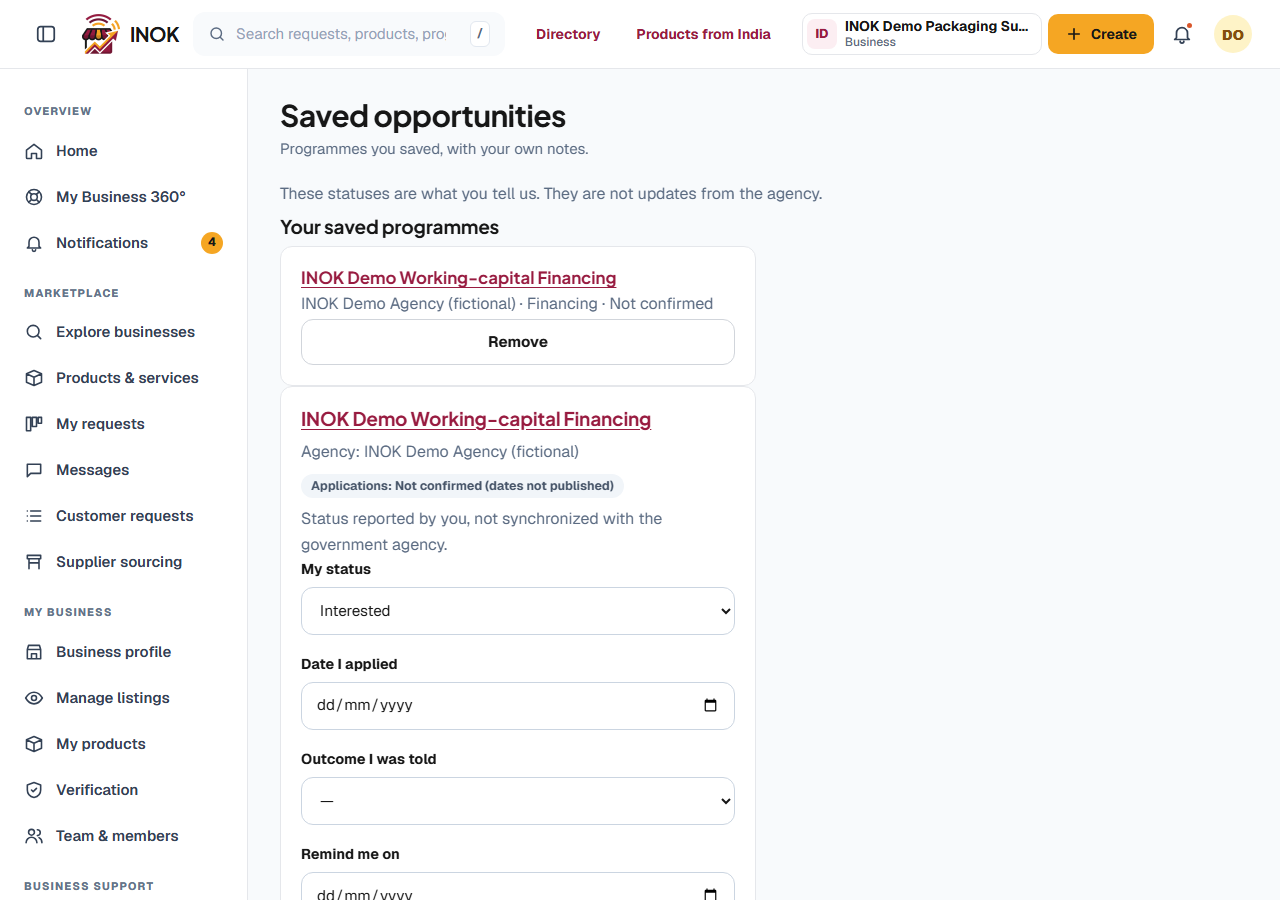 INOK
Search requests, products, pro
/
Directory
Products from India
ID
INOK Demo Packaging Su...
Business
+ Create
DO
OVERVIEW
Home
My Business 360°
Notifications
4
MARKETPLACE
Explore businesses
Products & services
My requests
Messages
Customer requests
Supplier sourcing
MY BUSINESS
Business profile
Manage listings
My products
Verification
Team & members
BUSINESS SUPPORT
Saved opportunities
Programmes you saved, with your own notes.
These statuses are what you tell us. They are not updates from the agency.
Your saved programmes
INOK Demo Working-capital Financing
INOK Demo Agency (fictional) · Financing · Not confirmed
Remove
INOK Demo Working-capital Financing
Agency: INOK Demo Agency (fictional)
Applications: Not confirmed (dates not published)
Status reported by you, not synchronized with the
government agency.
My status
Interested
Date I applied
dd/mm/yyyy
Outcome I was told
—
Remind me on
dd/mm/yyyy